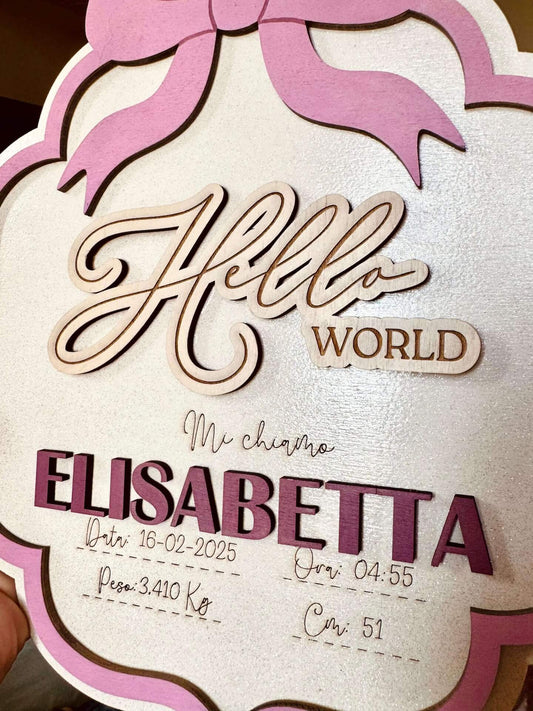 Hello
WORLD
Mi chiamo
ELISABETTA
Data: 16-02-2025 Ora: 04:55
Peso: 3.410 Kg Cm: 51